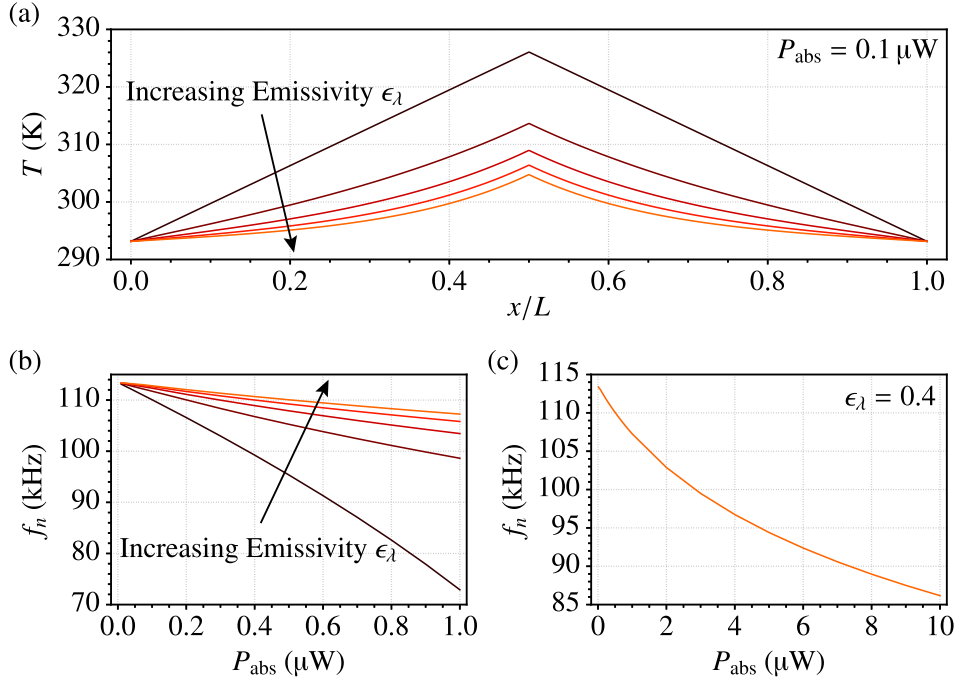 (a)
330
320
310
300
290
T (K)
P_abs = 0.1 μW
Increasing Emissivity ϵ_λ
0.0 0.2 0.4 0.6 0.8 1.0
x/L
(b)
110
100
90
80
70
f_n (kHz)
Increasing Emissivity ϵ_λ
0.0 0.2 0.4 0.6 0.8 1.0
P_abs (μW)
(c)
115
110
105
100
95
90
85
f_n (kHz)
ϵ_λ = 0.4
0 2 4 6 8 10
P_abs (μW)